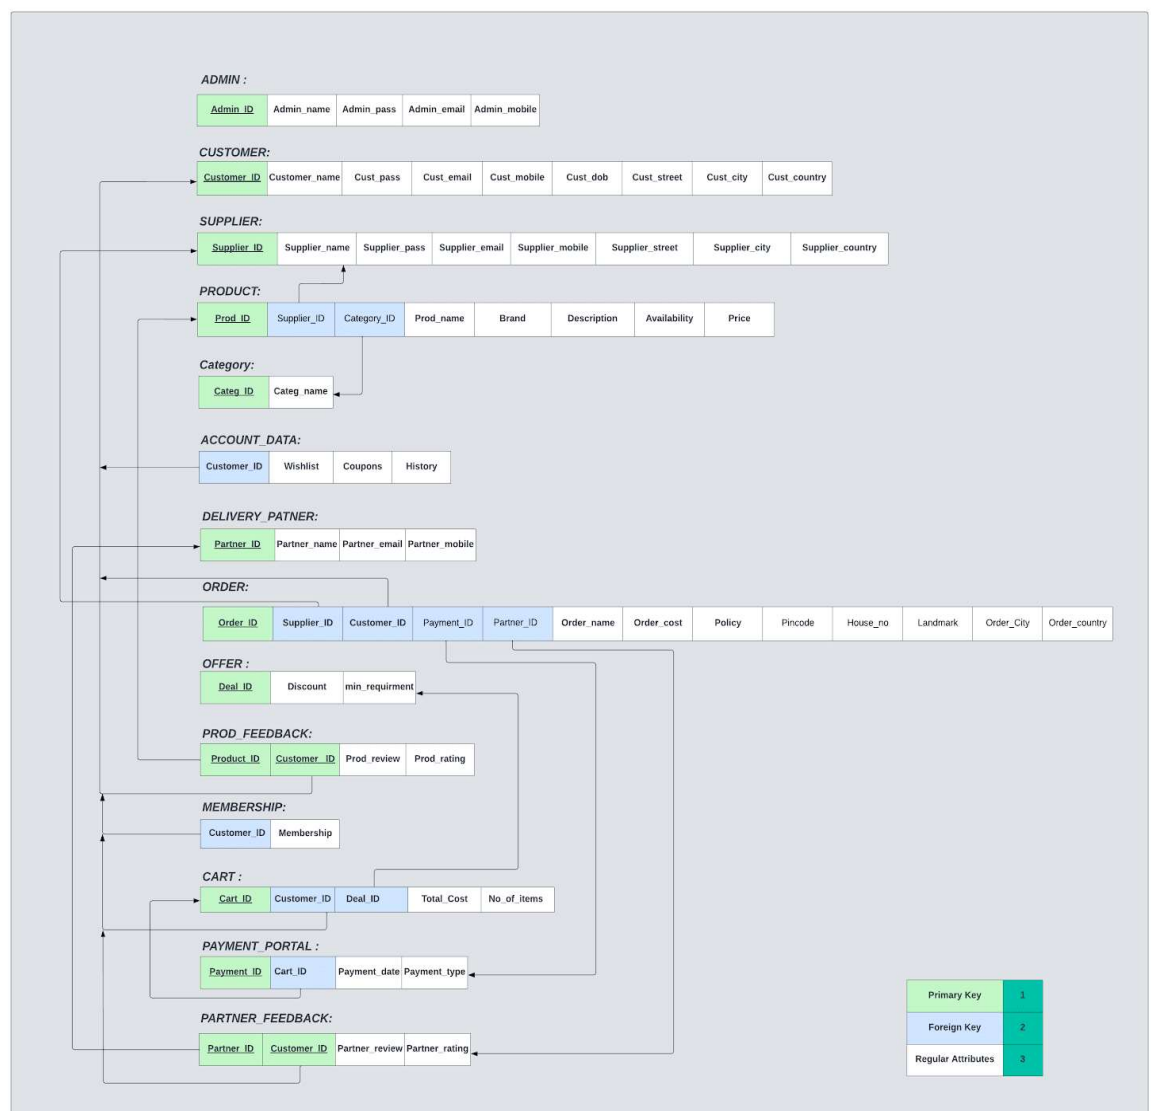 ADMIN :
Admin_ID Admin_name Admin_pass Admin_email Admin_mobile
CUSTOMER:
Customer_ID Customer_name Cust_pass Cust_email Cust_mobile Cust_dob Cust_street Cust_city Cust_country
SUPPLIER:
Supplier_ID Supplier_name Supplier_pass Supplier_email Supplier_mobile Supplier_street Supplier_city Supplier_country
PRODUCT:
Prod_ID Supplier_ID Category_ID Prod_name Brand Description Availability Price
Category:
Categ_ID Categ_name
ACCOUNT_DATA:
Customer_ID Wishlist Coupons History
DELIVERY_PATNER:
Partner_ID Partner_name Partner_email Partner_mobile
ORDER:
Order_ID Supplier_ID Customer_ID Payment_ID Partner_ID Order_name Order_cost Policy Pincode House_no Landmark Order_City Order_country
OFFER :
Deal_ID Discount min_requirment
PROD_FEEDBACK:
Product_ID Customer_ID Prod_review Prod_rating
MEMBERSHIP:
Customer_ID Membership
CART :
Cart_ID Customer_ID Deal_ID Total_Cost No_of_items
PAYMENT_PORTAL :
Payment_ID Cart_ID Payment_date Payment_type
PARTNER_FEEDBACK:
Partner_ID Customer_ID Partner_review Partner_rating
Primary Key 1
Foreign Key 2
Regular Attributes 3